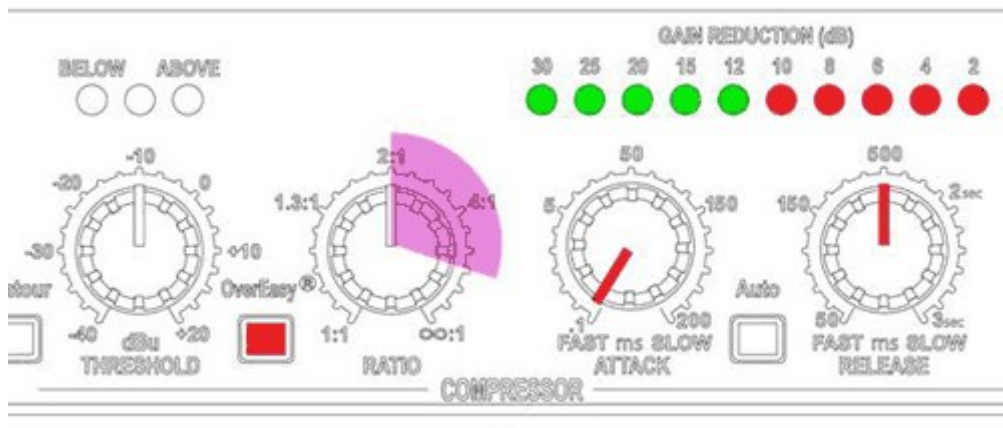 GAIN REDUCTION (dB)
BELOW ABOVE
30 25 20 15 12 10 8 6 4 2
-40 -30 -20 -10 0 +10 +20
dBu
THRESHOLD
OverEasy®
1:1 1.3:1 2:1 4:1 ∞:1
RATIO
.1 5 50 150 200
FAST ms SLOW
ATTACK
Auto
50 150 500 2sec 3sec
FAST ms SLOW
RELEASE
COMPRESSOR